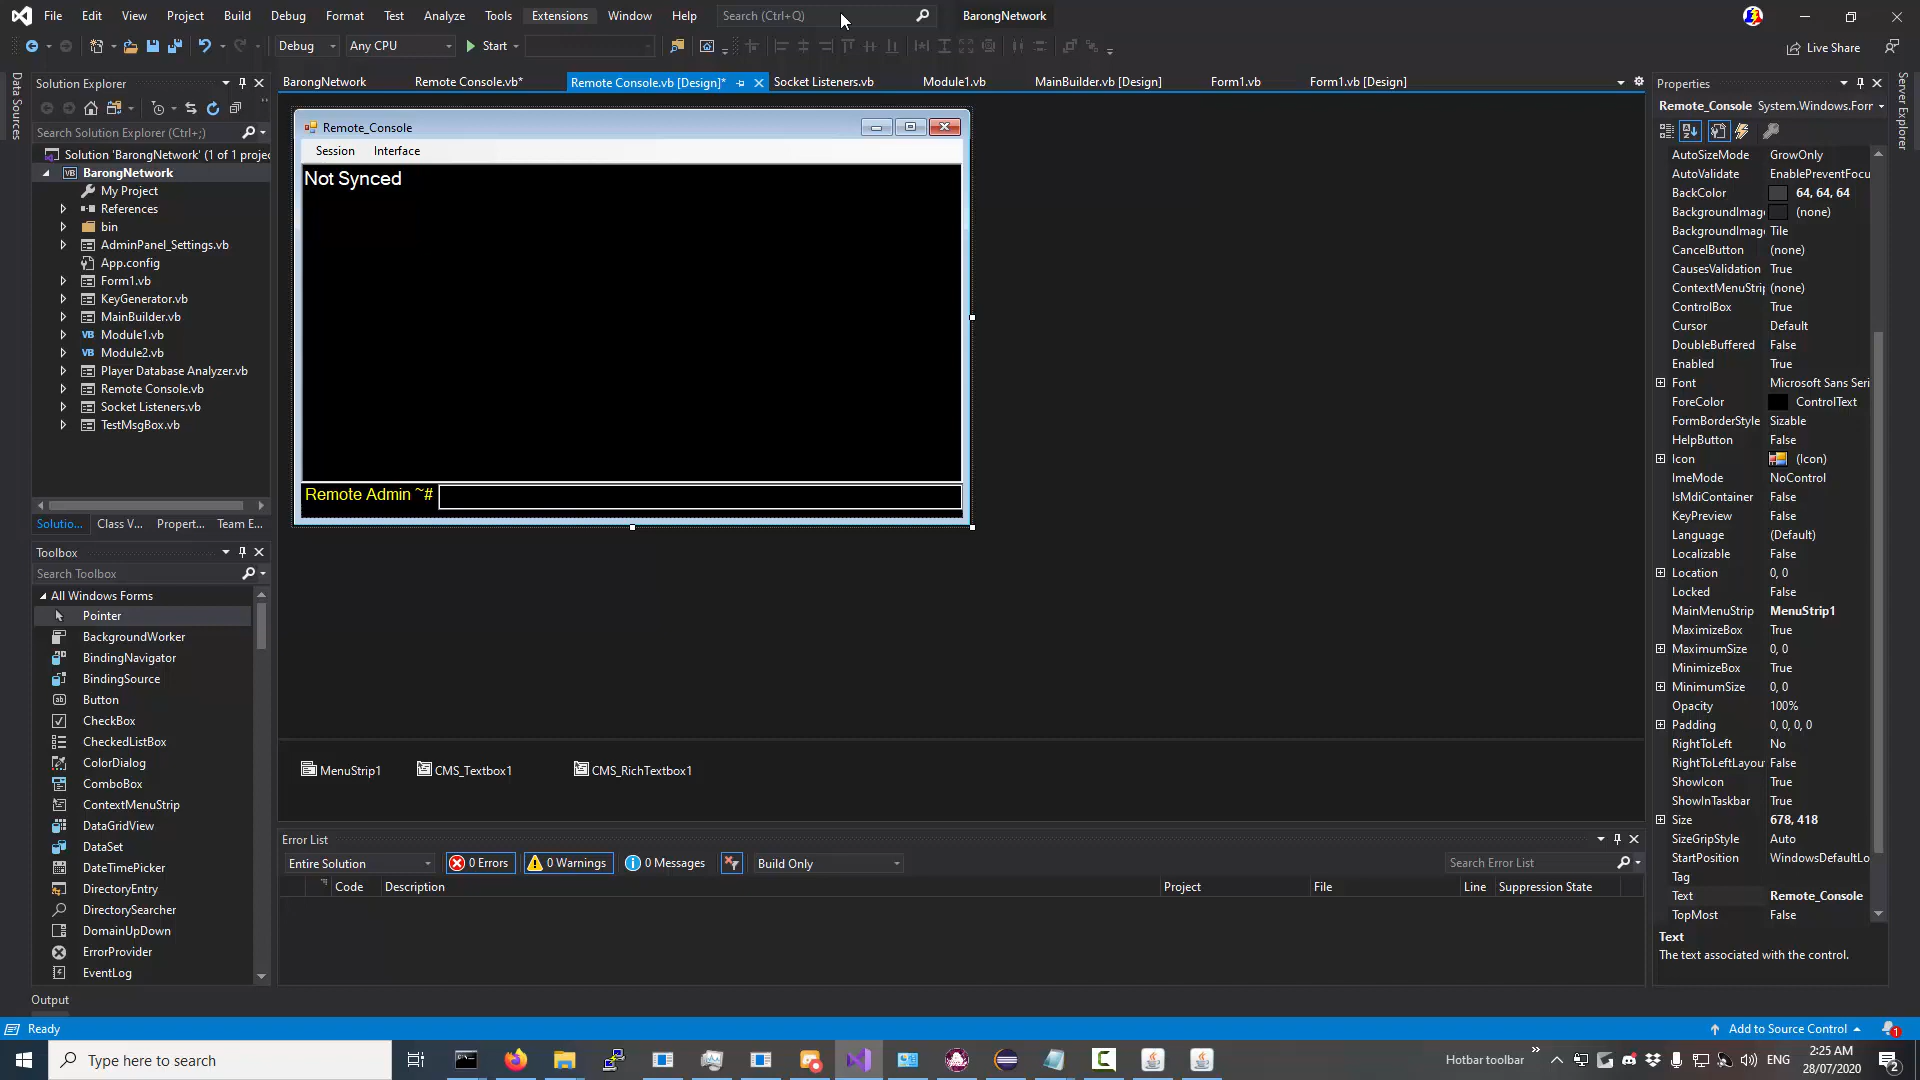 File Edit View Project Build Debug Format Test Analyze Tools Extensions Window Help Search (Ctrl+Q) BarongNetwork
Debug Any CPU Start Live Share
Data Sources
Solution Explorer
Search Solution Explorer (Ctrl+;)
Solution 'BarongNetwork' (1 of 1 projec
BarongNetwork
My Project
References
bin
AdminPanel_Settings.vb
App.config
Form1.vb
KeyGenerator.vb
MainBuilder.vb
Module1.vb
Module2.vb
Player Database Analyzer.vb
Remote Console.vb
Socket Listeners.vb
TestMsgBox.vb
Solutio... Class V... Propert... Team E...
Toolbox
Search Toolbox
All Windows Forms
Pointer
BackgroundWorker
BindingNavigator
BindingSource
Button
CheckBox
CheckedListBox
ColorDialog
ComboBox
ContextMenuStrip
DataGridView
DataSet
DateTimePicker
DirectoryEntry
DirectorySearcher
DomainUpDown
ErrorProvider
EventLog
BarongNetwork Remote Console.vb* Remote Console.vb [Design]* Socket Listeners.vb Module1.vb MainBuilder.vb [Design] Form1.vb Form1.vb [Design]
Remote_Console
Session Interface
Not Synced
Remote Admin ~#
MenuStrip1 CMS_Textbox1 CMS_RichTextbox1
Error List
Entire Solution 0 Errors 0 Warnings 0 Messages Build Only Search Error List
Code Description Project File Line Suppression State
Properties
Remote_Console System.Windows.Forr
AutoSizeMode GrowOnly
AutoValidate EnablePreventFocu
BackColor 64, 64, 64
BackgroundImag (none)
BackgroundImag Tile
CancelButton (none)
CausesValidation True
ContextMenuStrip (none)
ControlBox True
Cursor Default
DoubleBuffered False
Enabled True
Font Microsoft Sans Seri
ForeColor ControlText
FormBorderStyle Sizable
HelpButton False
Icon (Icon)
ImeMode NoControl
IsMdiContainer False
KeyPreview False
Language (Default)
Localizable False
Location 0, 0
Locked False
MainMenuStrip MenuStrip1
MaximizeBox True
MaximumSize 0, 0
MinimizeBox True
MinimumSize 0, 0
Opacity 100%
Padding 0, 0, 0, 0
RightToLeft No
RightToLeftLayou False
ShowIcon True
ShowInTaskbar True
Size 678, 418
SizeGripStyle Auto
StartPosition WindowsDefaultLo
Tag
Text Remote_Console
TopMost False
Text
The text associated with the control.
Server Explorer
Output
Ready Add to Source Control 1
Type here to search Hotbar toolbar ENG 2:25 AM
28/07/2020 2